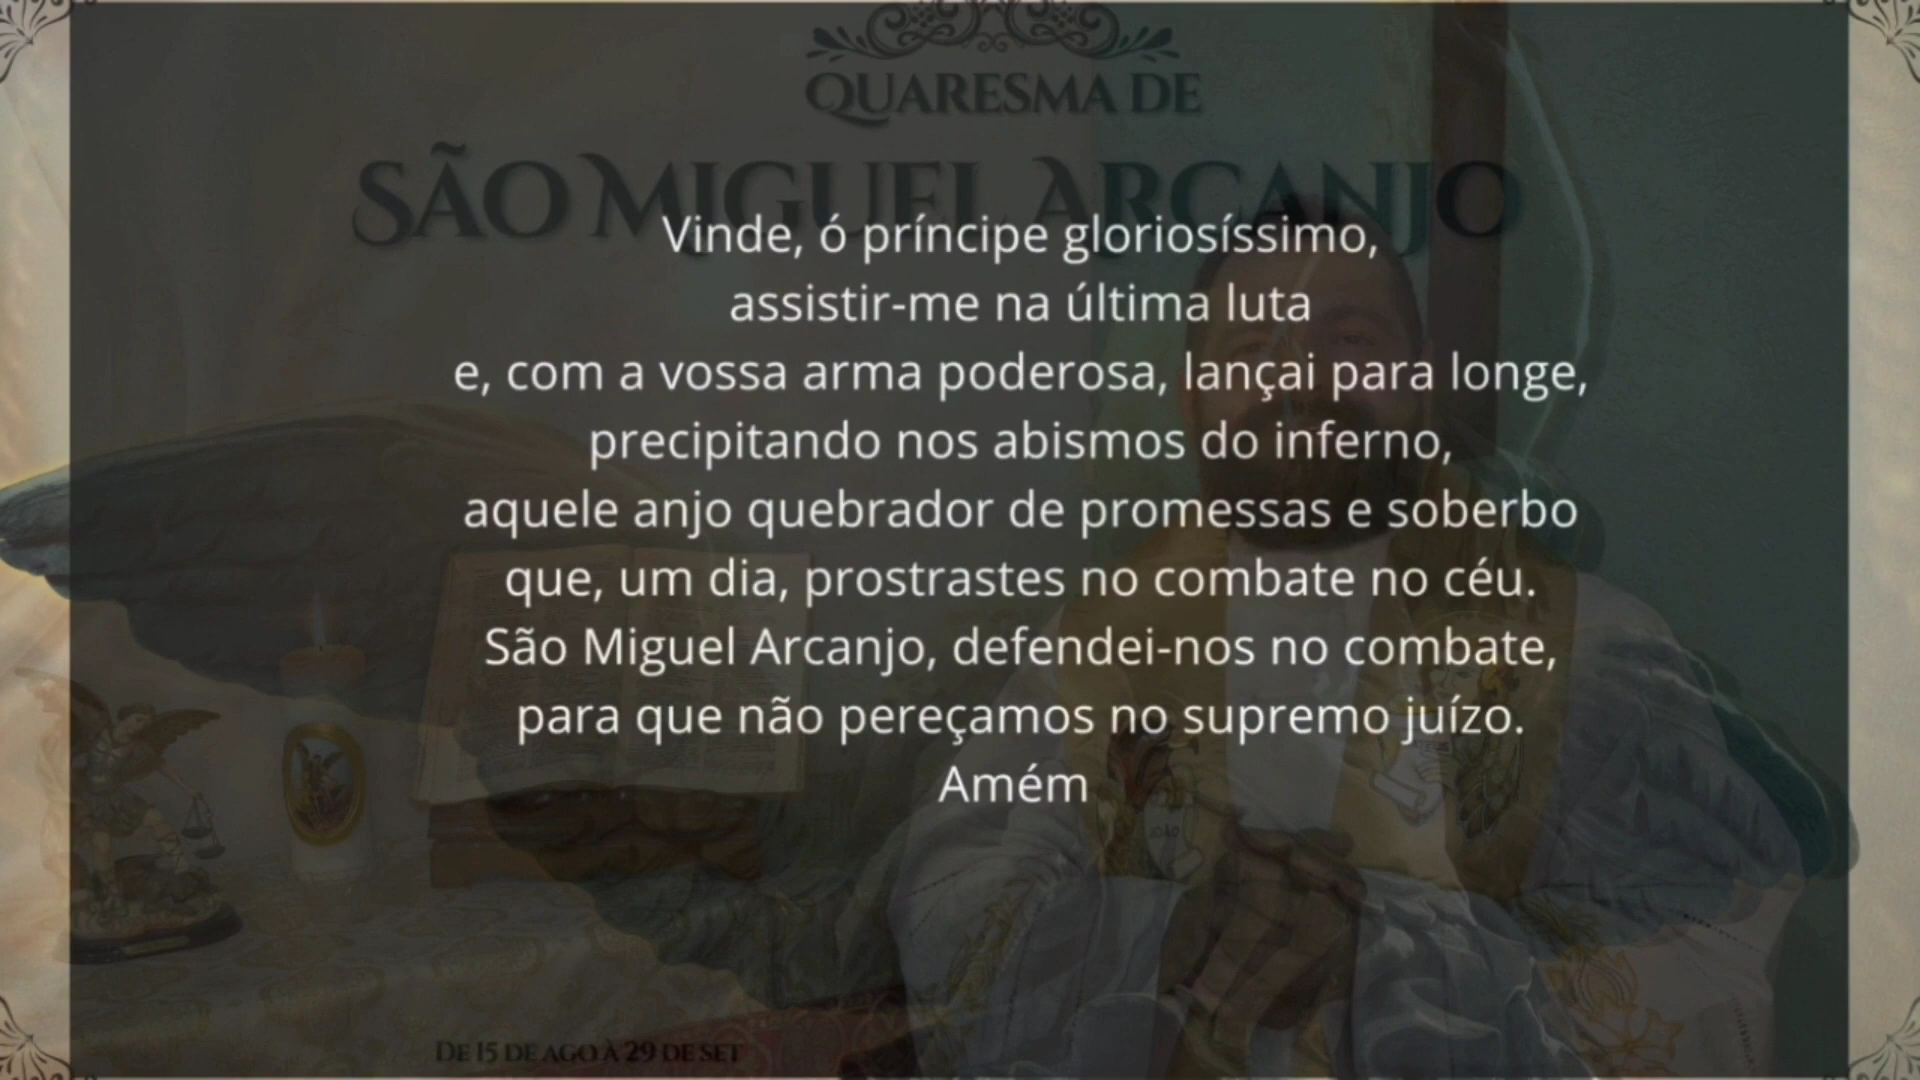 QUARESMA DE
SÃO MIGUEL ARCANJO
Vinde, ó príncipe gloriosíssimo,
assistir-me na última luta
e, com a vossa arma poderosa, lançai para longe,
precipitando nos abismos do inferno,
aquele anjo quebrador de promessas e soberbo
que, um dia, prostrastes no combate no céu.
São Miguel Arcanjo, defendei-nos no combate,
para que não pereçamos no supremo juízo.
Amém
JOÃO
DE 15 DE AGO À 29 DE SET